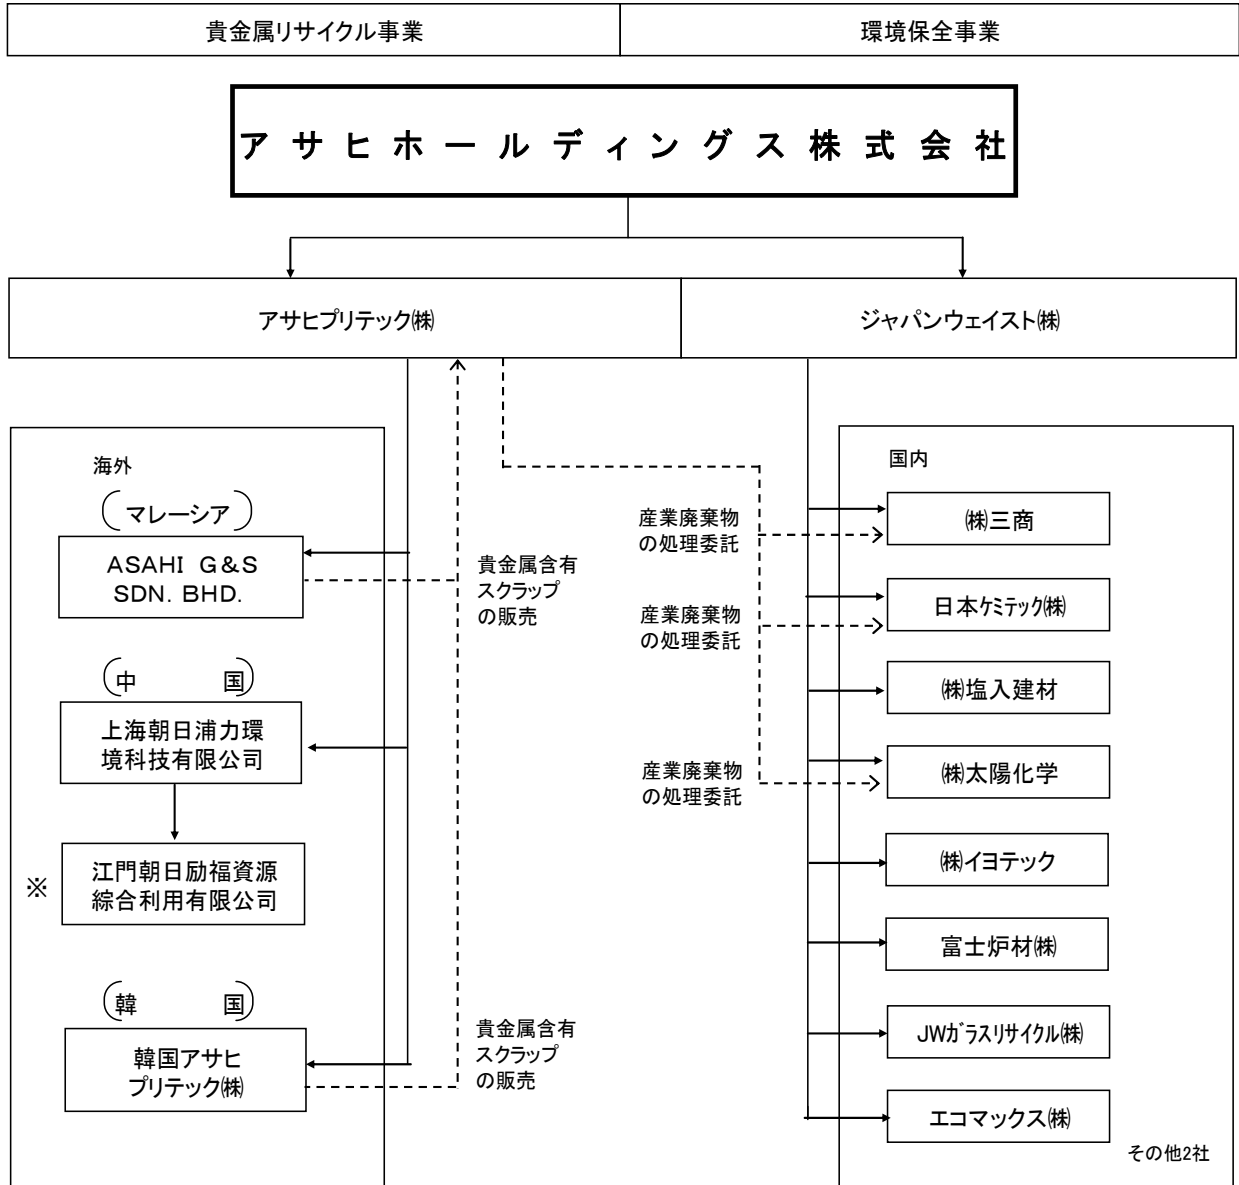 貴金属リサイクル事業
環境保全事業
アサヒホールディングス株式会社
アサヒプリテック㈱
ジャパンウェイスト㈱
海外
(マレーシア)
ASAHI G&S
SDN. BHD.
貴金属含有
スクラップ
の販売
(中 国)
上海朝日浦力環
境科技有限公司
※
江門朝日励福資源
綜合利用有限公司
(韓 国)
韓国アサヒ
プリテック㈱
貴金属含有
スクラップ
の販売
産業廃棄物
の処理委託
産業廃棄物
の処理委託
産業廃棄物
の処理委託
国内
㈱三商
日本ｹﾐテック㈱
㈱塩入建材
㈱太陽化学
㈱イヨテック
富士炉材㈱
JWｶﾞﾗｽﾘｻｲｸﾙ㈱
エコマックス㈱
その他2社